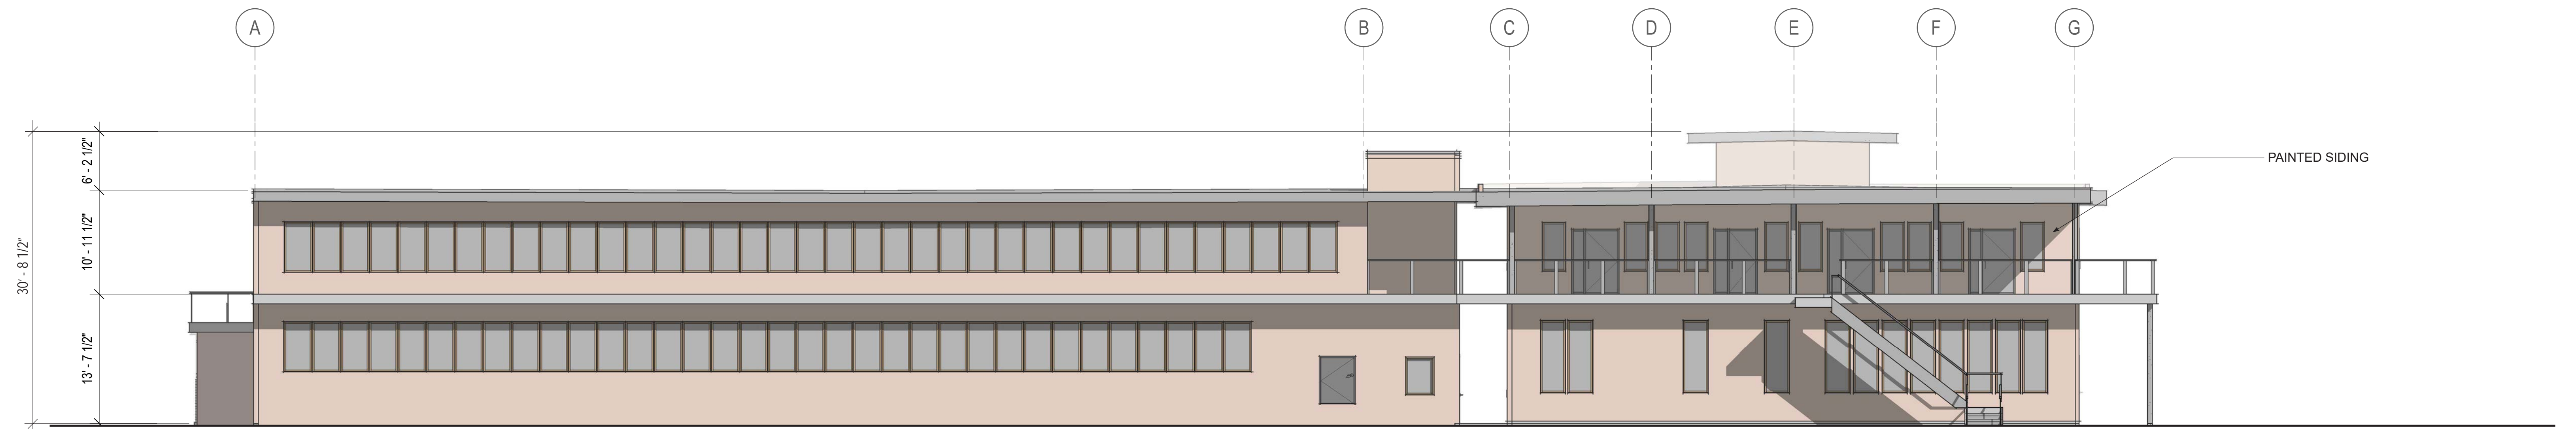 A
B
C
D
E
F
G
6' - 2 1/2"
10' - 11 1/2"
13' - 7 1/2"
30' - 8 1/2"
PAINTED SIDING